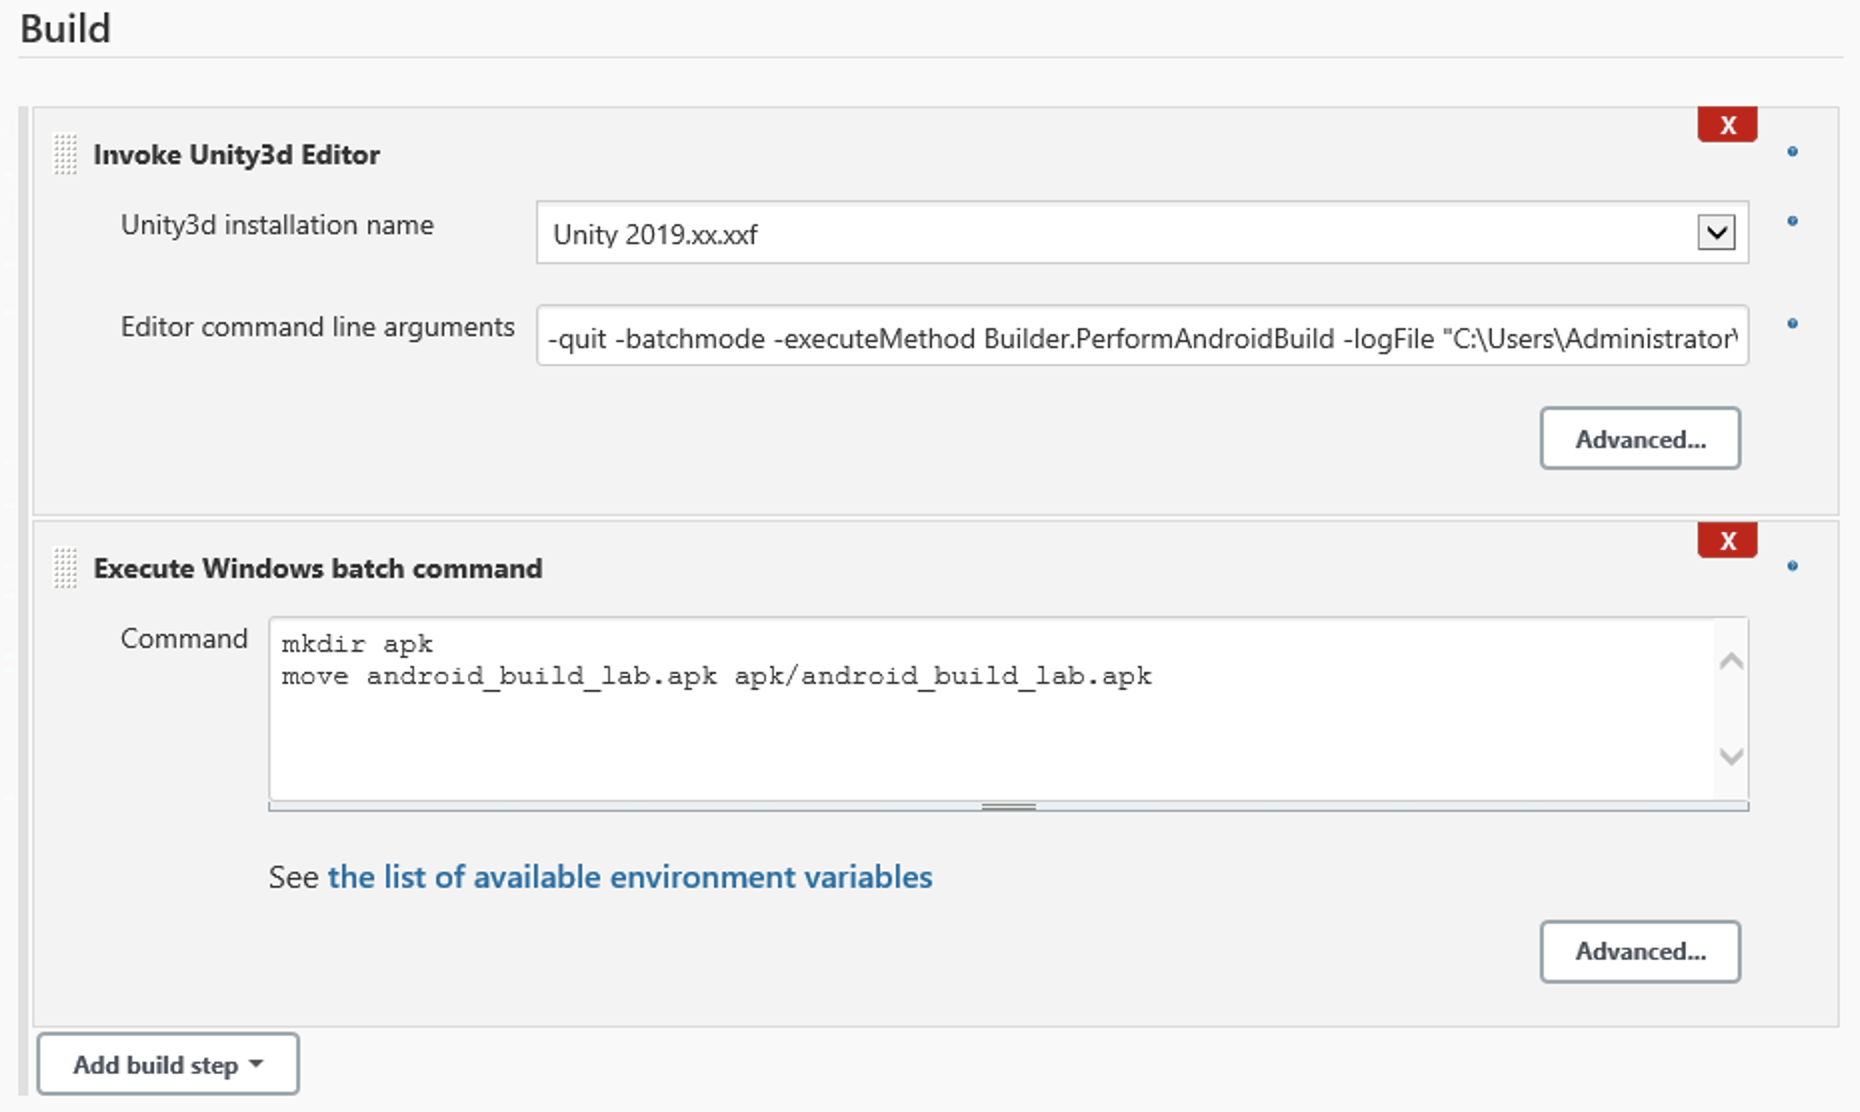 Build
X
Invoke Unity3d Editor
Unity3d installation name
Unity 2019.xx.xxf
Editor command line arguments
-quit -batchmode -executeMethod Builder.PerformAndroidBuild -logFile "C:\Users\Administrator\
Advanced...
X
Execute Windows batch command
Command
mkdir apk
move android_build_lab.apk apk/android_build_lab.apk
See the list of available environment variables
Advanced...
Add build step